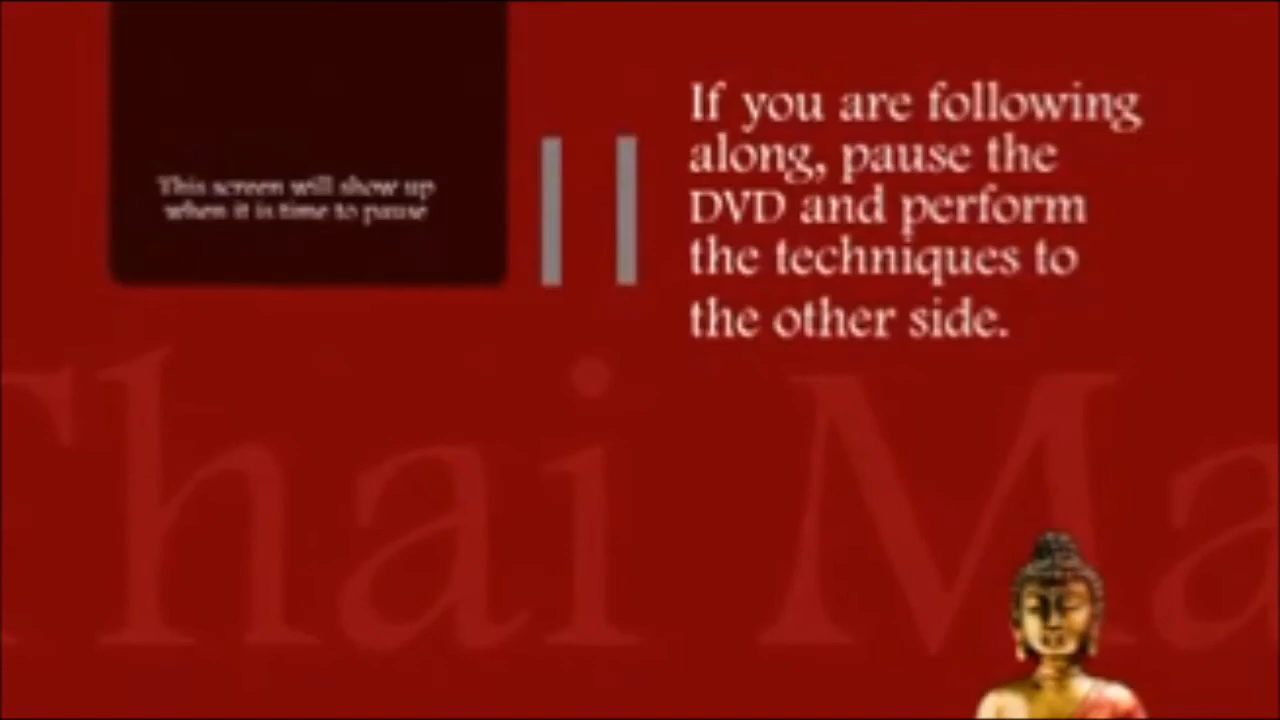 This screen will show up
when it is time to pause
If you are following
along, pause the
DVD and perform
the techniques to
the other side.
Thai Ma